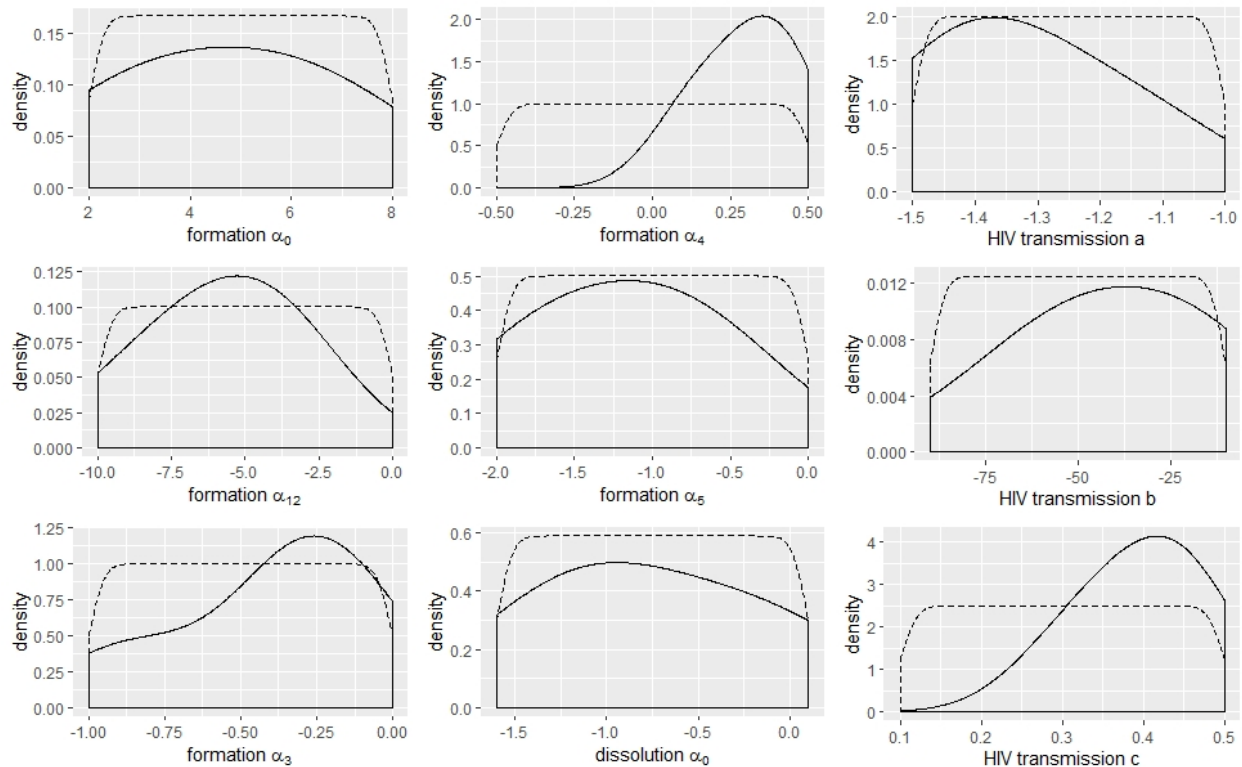 density
0.15
0.10
0.05
0.00
2 4 6 8
formation α0
density
2.0
1.5
1.0
0.5
0.0
-0.50 -0.25 0.00 0.25 0.50
formation α4
density
2.0
1.5
1.0
0.5
0.0
-1.5 -1.4 -1.3 -1.2 -1.1 -1.0
HIV transmission a
density
0.125
0.100
0.075
0.050
0.025
0.000
-10.0 -7.5 -5.0 -2.5 0.0
formation α12
density
0.5
0.4
0.3
0.2
0.1
0.0
-2.0 -1.5 -1.0 -0.5 0.0
formation α5
density
0.012
0.008
0.004
0.000
-75 -50 -25
HIV transmission b
density
1.25
1.00
0.75
0.50
0.25
0.00
-1.00 -0.75 -0.50 -0.25 0.00
formation α3
density
0.6
0.4
0.2
0.0
-1.5 -1.0 -0.5 0.0
dissolution α0
density
4
3
2
1
0
0.1 0.2 0.3 0.4 0.5
HIV transmission c